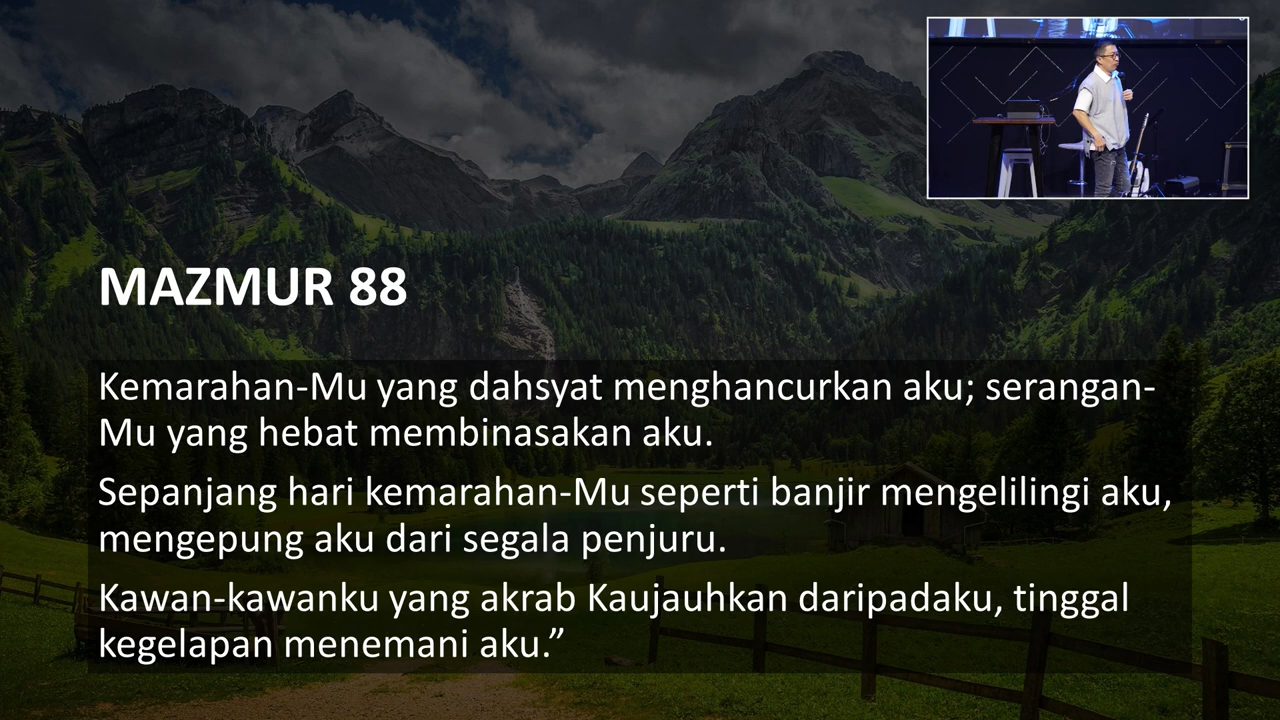 MAZMUR 88
Kemarahan-Mu yang dahsyat menghancurkan aku; serangan-
Mu yang hebat membinasakan aku.
Sepanjang hari kemarahan-Mu seperti banjir mengelilingi aku,
mengepung aku dari segala penjuru.
Kawan-kawanku yang akrab Kaujauhkan daripadaku, tinggal
kegelapan menemani aku.”